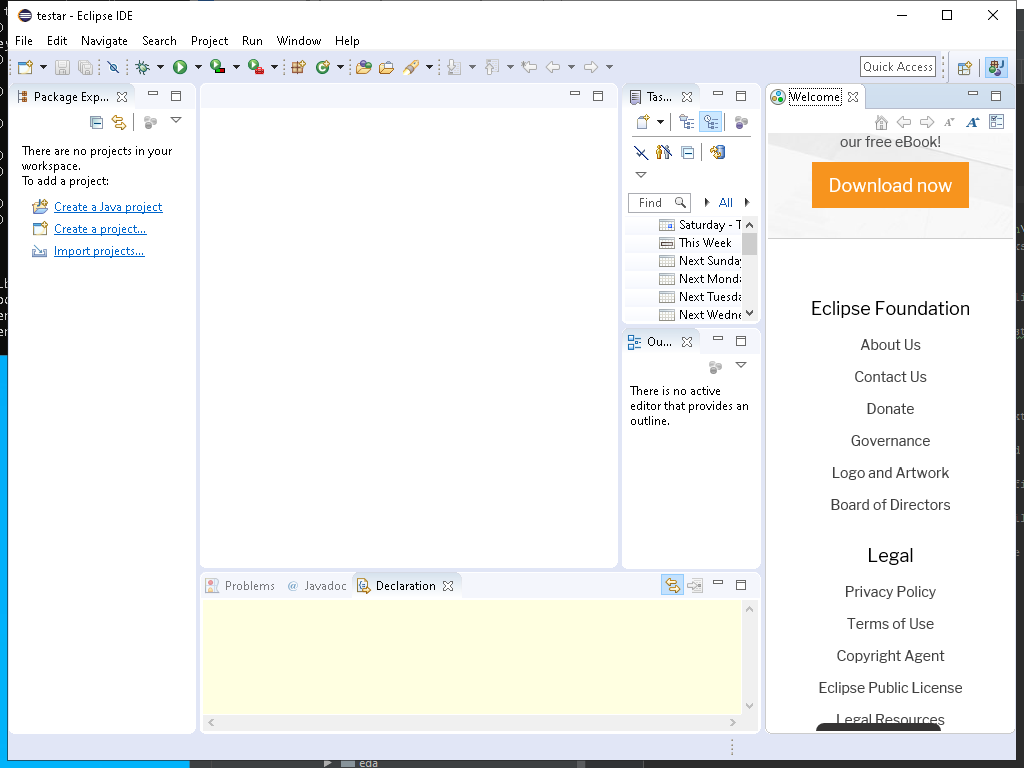 testar - Eclipse IDE
File Edit Navigate Search Project Run Window Help
Quick Access
Package Exp...
There are no projects in your
workspace.
To add a project:
Create a Java project
Create a project...
Import projects...
Tas...
Find All
Saturday - T
This Week
Next Sunday
Next Monda
Next Tuesda
Next Wedne
Ou...
There is no active
editor that provides an
outline.
Problems @ Javadoc Declaration
Welcome
our free eBook!
Download now
Eclipse Foundation
About Us
Contact Us
Donate
Governance
Logo and Artwork
Board of Directors
Legal
Privacy Policy
Terms of Use
Copyright Agent
Eclipse Public License
Legal Resources
eda